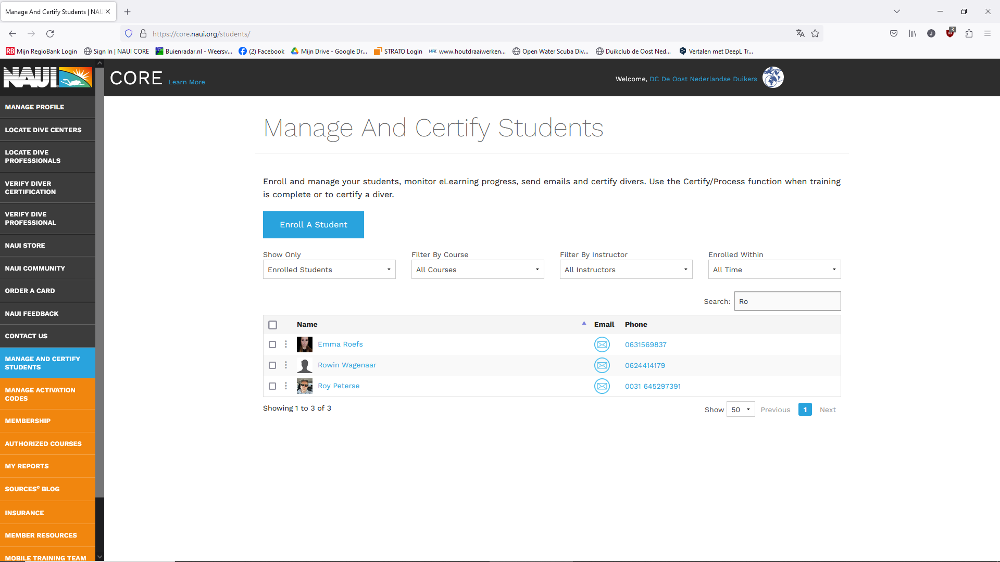 Manage And Certify Students | NAU
https://core.naui.org/students/
3
RB Mijn RegioBank Login
Sign In | NAUI CORE
Buienradar.nl - Weersv...
(2) Facebook
Mijn Drive - Google Dr...
STRATO Login
www.houtdraaiwerken...
Open Water Scuba Div...
Duikclub de Oost Ned...
Vertalen met DeepL Tr...
NAUI
CORE Learn More
Welcome, DC De Oost Nederlandse Duikers
MANAGE PROFILE
LOCATE DIVE CENTERS
LOCATE DIVE
PROFESSIONALS
VERIFY DIVER
CERTIFICATION
VERIFY DIVE
PROFESSIONAL
NAUI STORE
NAUI COMMUNITY
ORDER A CARD
NAUI FEEDBACK
CONTACT US
MANAGE AND CERTIFY
STUDENTS
MANAGE ACTIVATION
CODES
MEMBERSHIP
AUTHORIZED COURSES
MY REPORTS
SOURCES© BLOG
INSURANCE
MEMBER RESOURCES
MOBILE TRAINING TEAM
Manage And Certify Students
Enroll and manage your students, monitor eLearning progress, send emails and certify divers. Use the Certify/Process function when training
is complete or to certify a diver.
Enroll A Student
Show Only Filter By Course Filter By Instructor Enrolled Within
Enrolled Students All Courses All Instructors All Time
Search: Ro
Name Email Phone
Emma Roefs 0631569837
Rowin Wagenaar 0624414179
Roy Peterse 0031 645297391
Showing 1 to 3 of 3
Show 50 Previous 1 Next